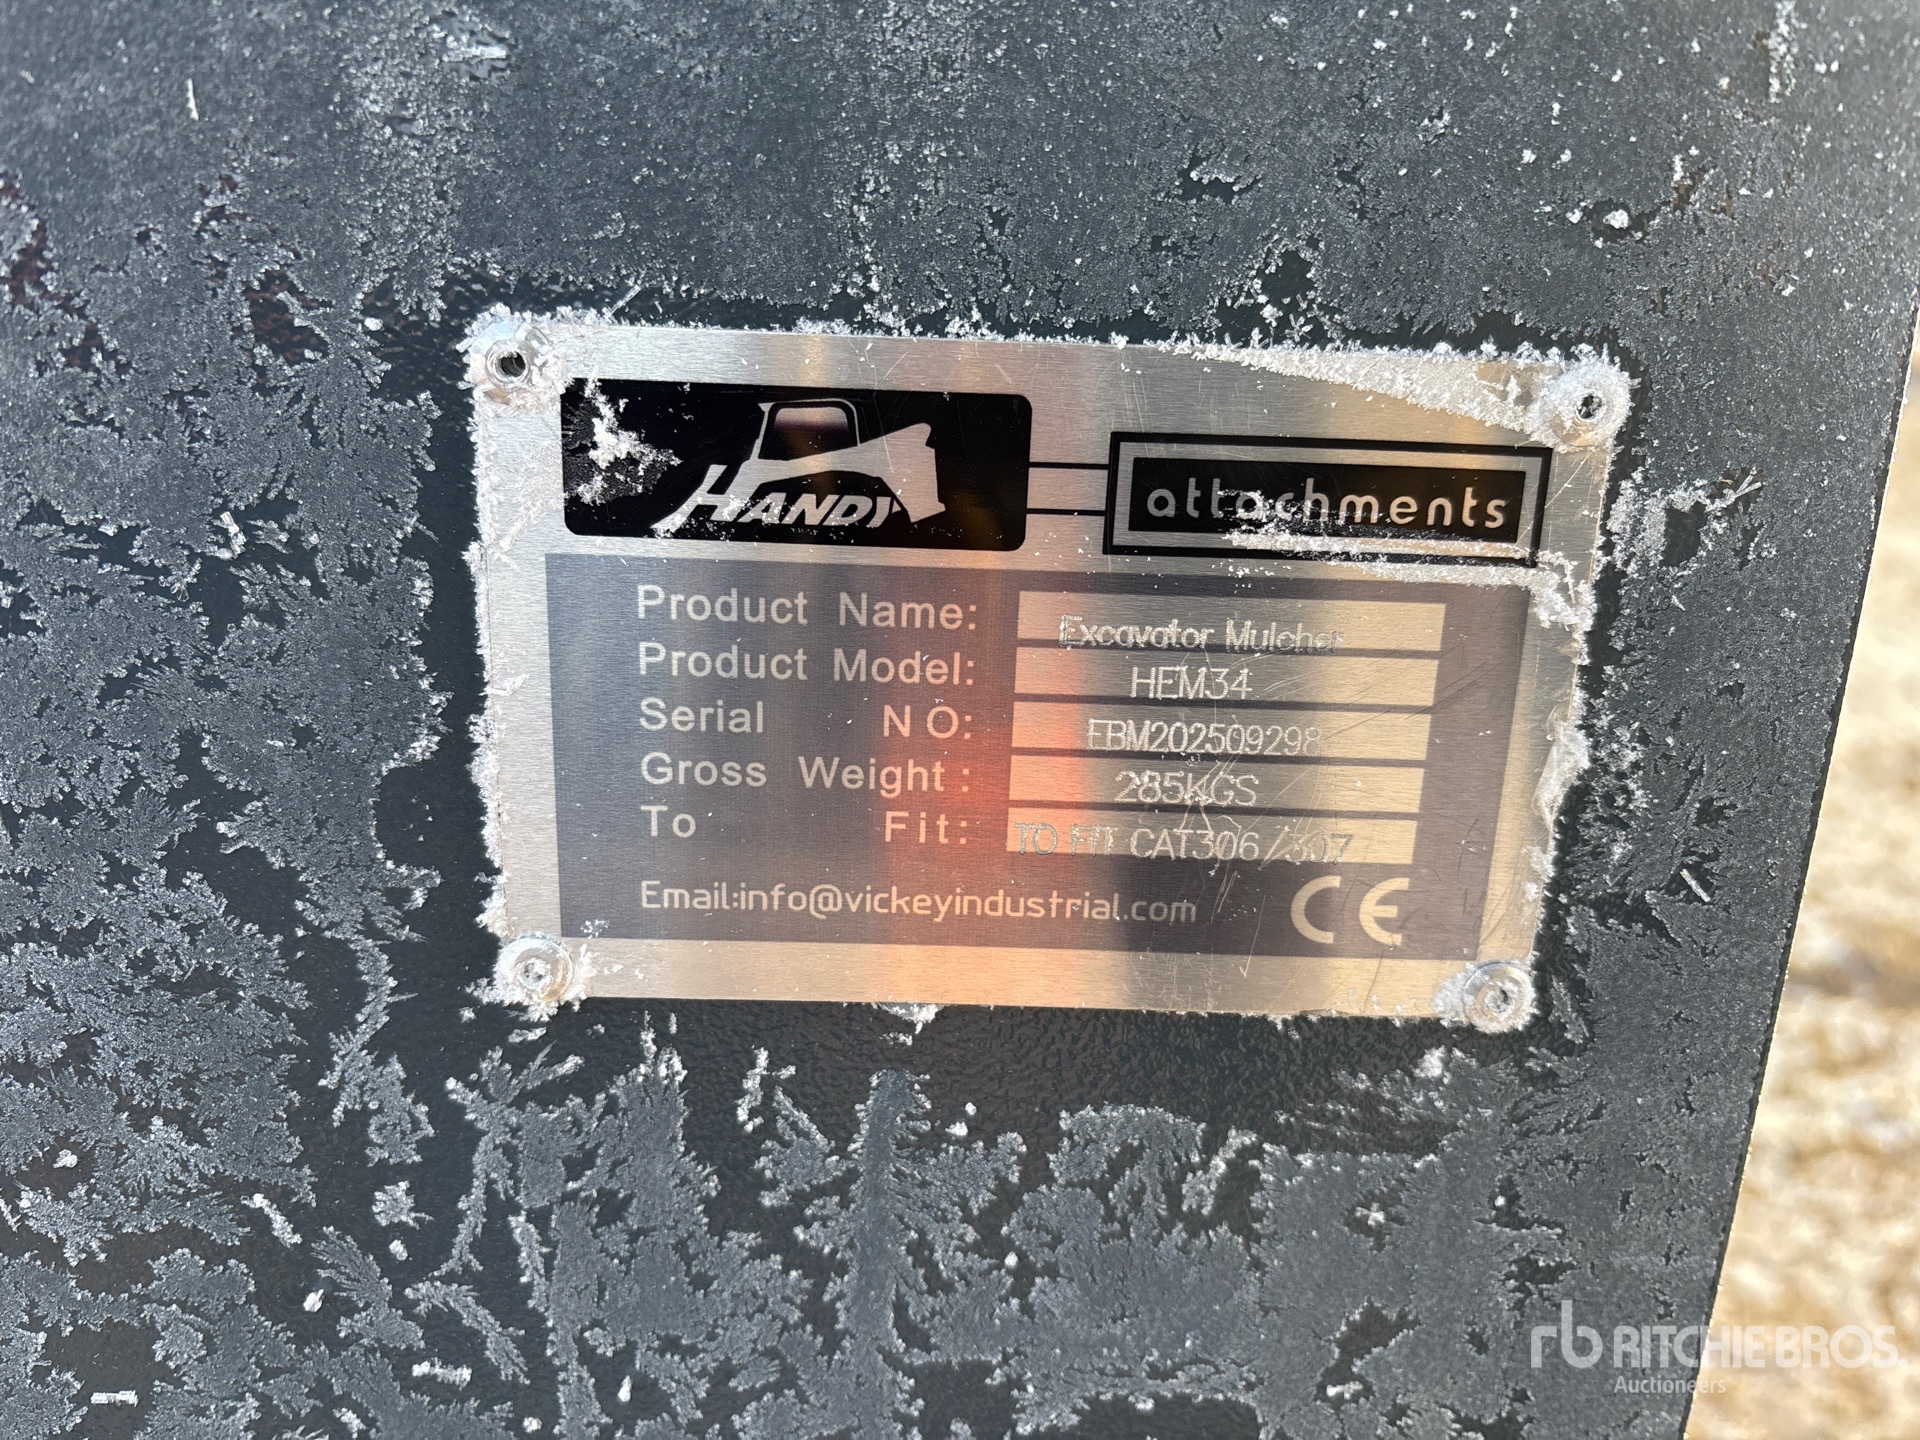 HANDY
attachments
Product Name: Excavator Mulcher
Product Model: HEM34
Serial NO: EBM202509298
Gross Weight: 285KGS
To Fit: TO FIT CAT306/307
Email:info@vickeyindustrial.com CE
rb RITCHIE BROS.
Auctioneers